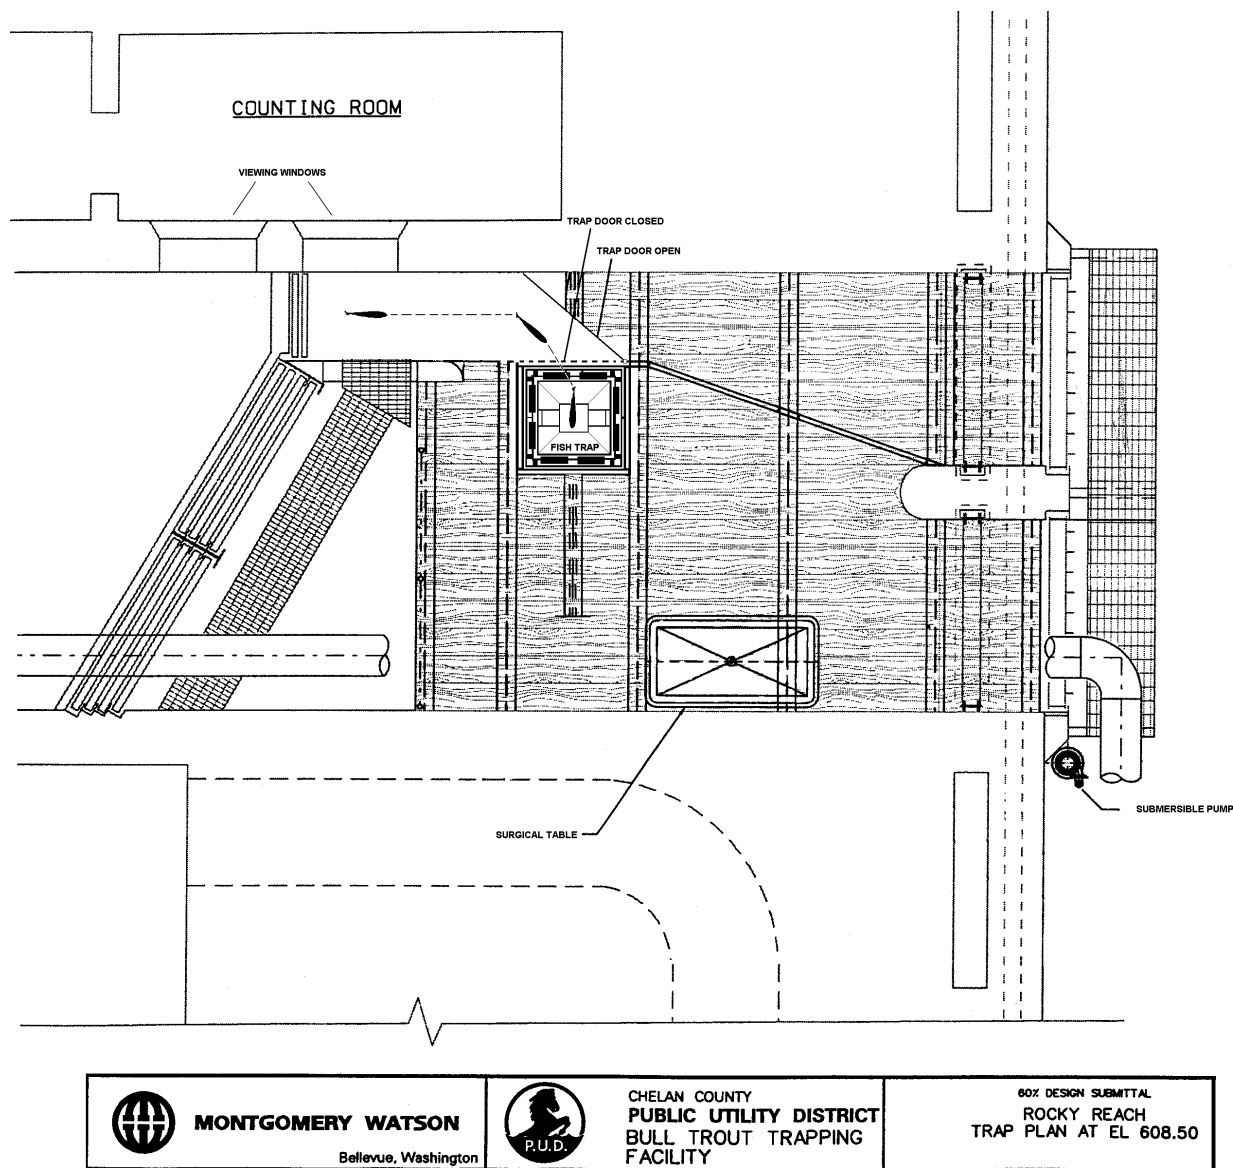 COUNTING ROOM
VIEWING WINDOWS
TRAP DOOR CLOSED
TRAP DOOR OPEN
FISH TRAP
SURGICAL TABLE
SUBMERSIBLE PUMP
MONTGOMERY WATSON
Bellevue, Washington
P.U.D.
CHELAN COUNTY
PUBLIC UTILITY DISTRICT
BULL TROUT TRAPPING
FACILITY
60% DESIGN SUBMITTAL
ROCKY REACH
TRAP PLAN AT EL 608.50